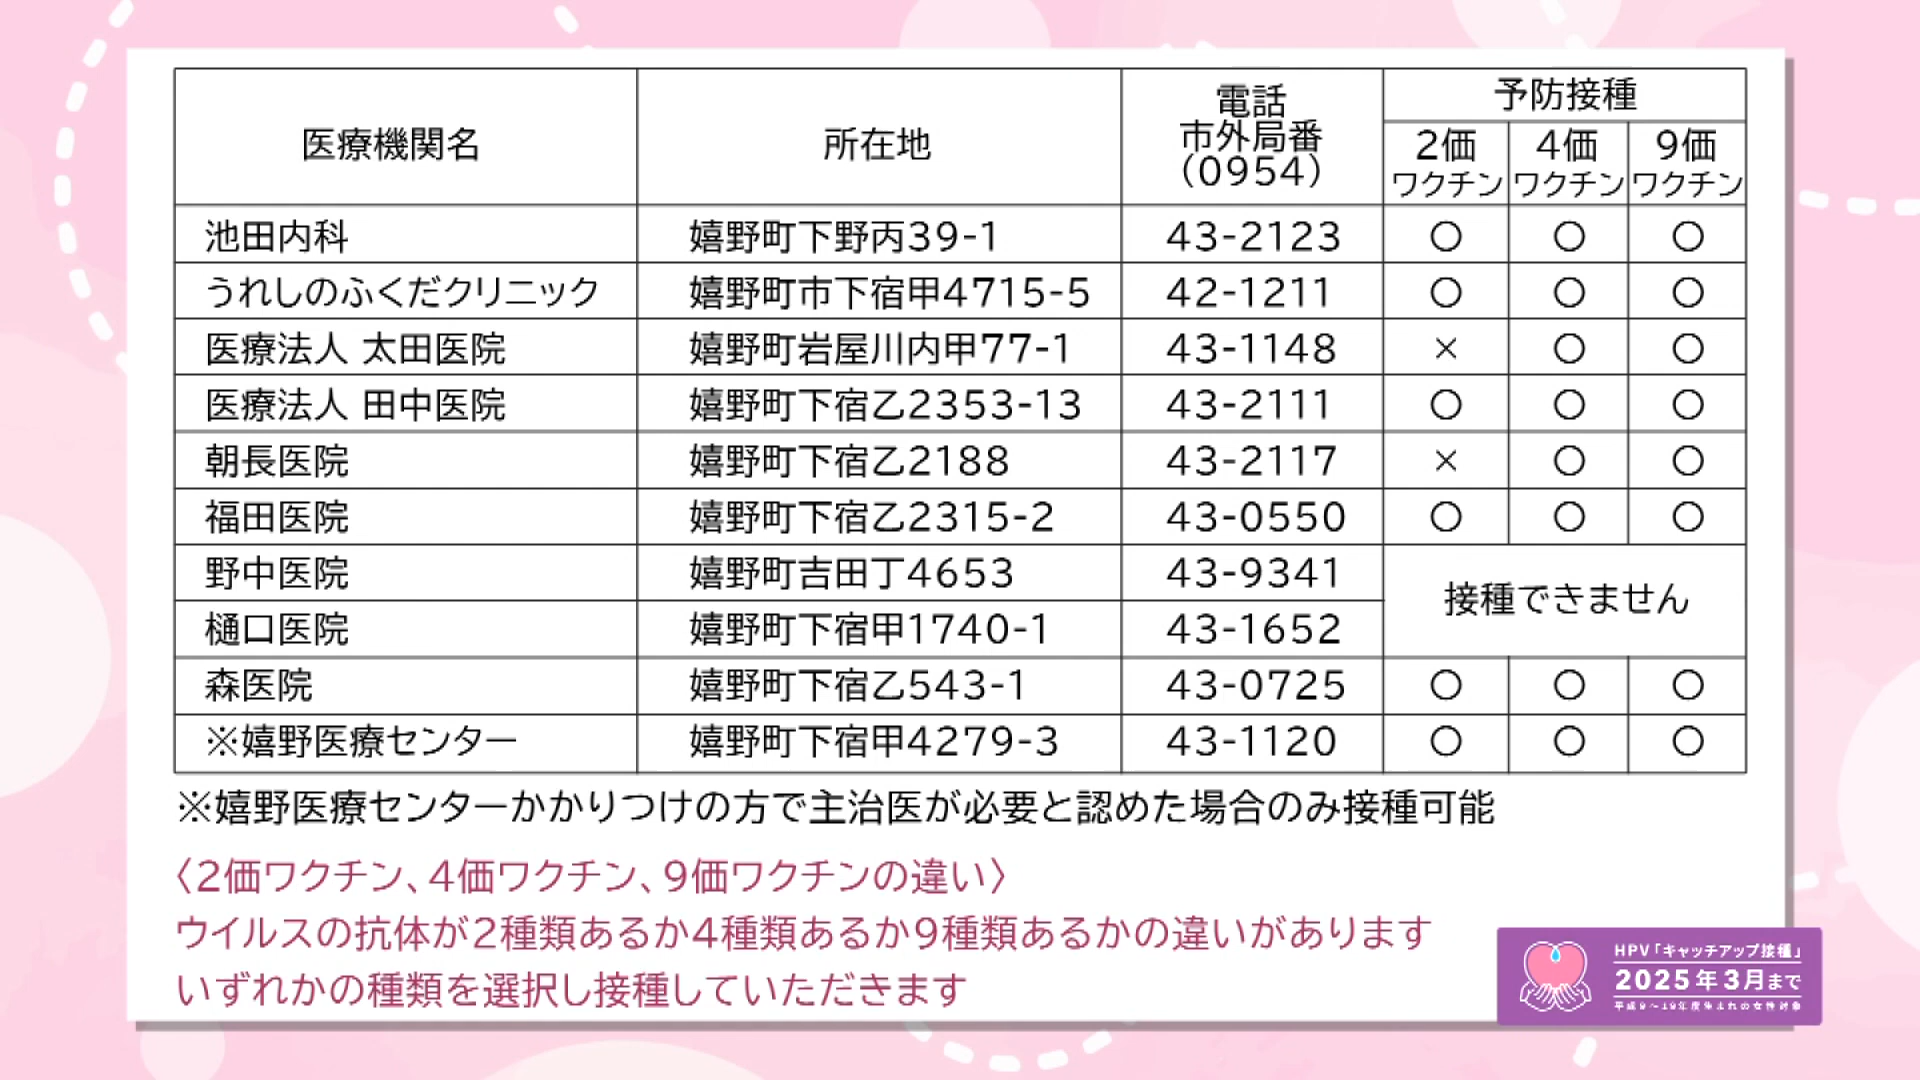 医療機関名 所在地 電話 市外局番 (0954) 予防接種
2価ワクチン 4価ワクチン 9価ワクチン
池田内科 嬉野町下野丙39-1 43-2123 〇 〇 〇
うれしのふくだクリニック 嬉野町市下宿甲4715-5 42-1211 〇 〇 〇
医療法人 太田医院 嬉野町岩屋川内甲77-1 43-1148 × 〇 〇
医療法人 田中医院 嬉野町下宿乙2353-13 43-2111 〇 〇 〇
朝長医院 嬉野町下宿乙2188 43-2117 × 〇 〇
福田医院 嬉野町下宿乙2315-2 43-0550 〇 〇 〇
野中医院 嬉野町吉田丁4653 43-9341 接種できません
樋口医院 嬉野町下宿甲1740-1 43-1652
森医院 嬉野町下宿乙543-1 43-0725 〇 〇 〇
※嬉野医療センター 嬉野町下宿甲4279-3 43-1120 〇 〇 〇
※嬉野医療センターかかりつけの方で主治医が必要と認めた場合のみ接種可能
〈2価ワクチン、4価ワクチン、9価ワクチンの違い〉
ウイルスの抗体が2種類あるか4種類あるか9種類あるかの違いがあります
いずれかの種類を選択し接種していただきます
HPV「キャッチアップ接種」
2025年3月まで
平成9～19年度生まれの女性対象